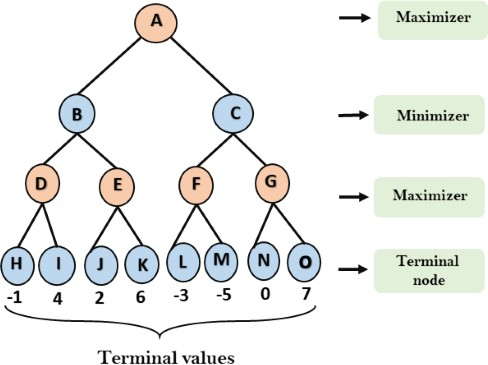 A
Maximizer
B
C
Minimizer
D
E
F
G
Maximizer
H
I
J
K
L
M
N
O
Terminal
node
-1
4
2
6
-3
-5
0
7
Terminal values